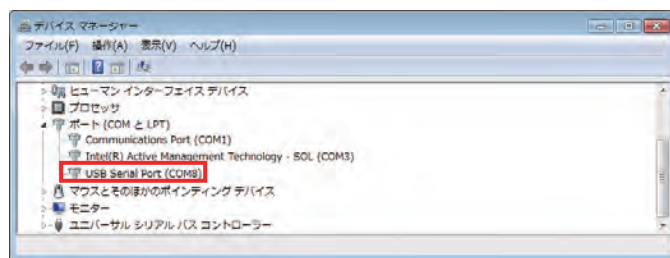 デバイス マネージャー
ファイル(F) 操作(A) 表示(V) ヘルプ(H)
ヒューマン インターフェイス デバイス
プロセッサ
ポート (COM と LPT)
Communications Port (COM1)
Intel(R) Active Management Technology - SOL (COM3)
USB Serial Port (COM8)
マウスとそのほかのポインティング デバイス
モニター
ユニバーサル シリアル バス コントローラー